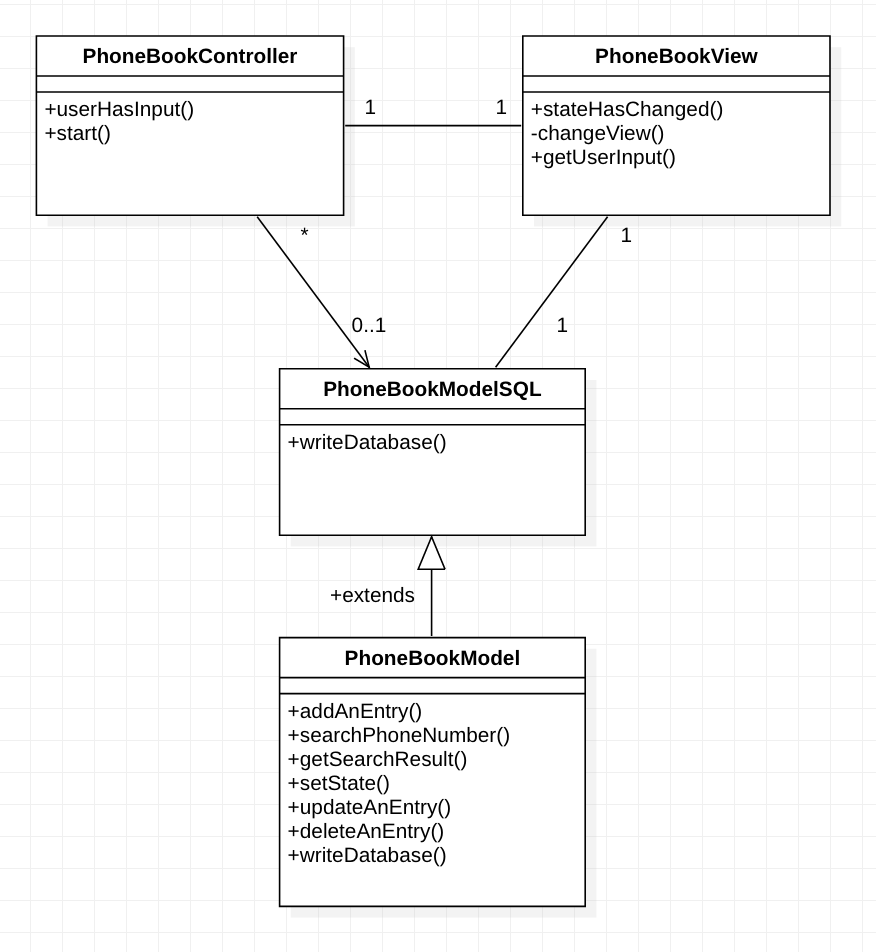 PhoneBookController
+userHasInput()
+start()
1
1
PhoneBookView
+stateHasChanged()
-changeView()
+getUserInput()
*
0..1
1
1
PhoneBookModelSQL
+writeDatabase()
+extends
PhoneBookModel
+addAnEntry()
+searchPhoneNumber()
+getSearchResult()
+setState()
+updateAnEntry()
+deleteAnEntry()
+writeDatabase()